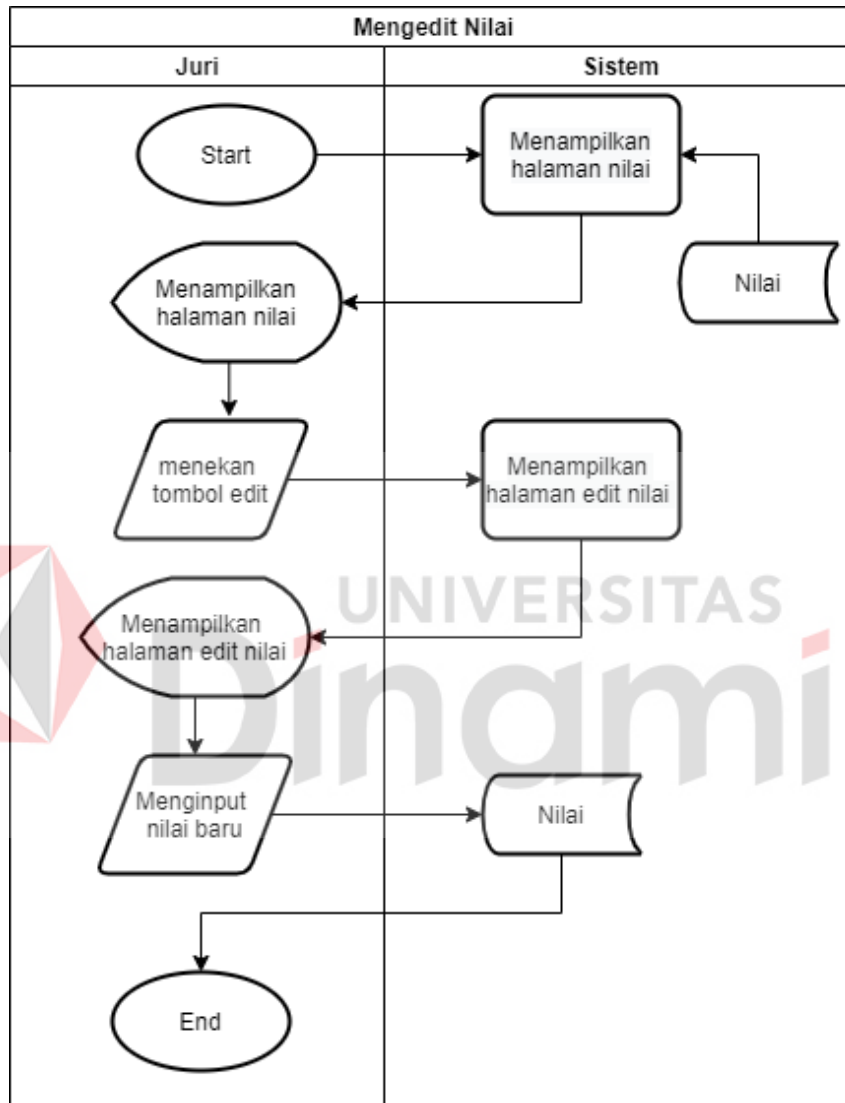 Mengedit Nilai
Juri
Sistem
Start
Menampilkan
halaman nilai
Nilai
Menampilkan
halaman nilai
menekan
tombol edit
Menampilkan
halaman edit nilai
UNIVERSITAS
Dinami
Menampilkan
halaman edit nilai
Menginput
nilai baru
Nilai
End